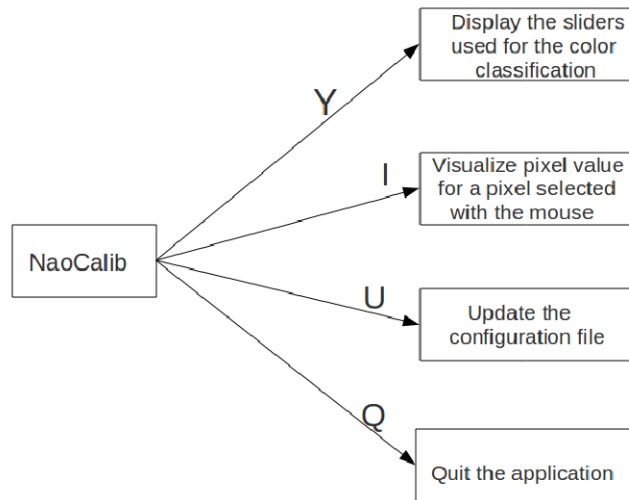 Display the sliders
used for the color
classification
Y
I
Visualize pixel value
for a pixel selected
with the mouse
NaoCalib
U
Update the
configuration file
Q
Quit the application